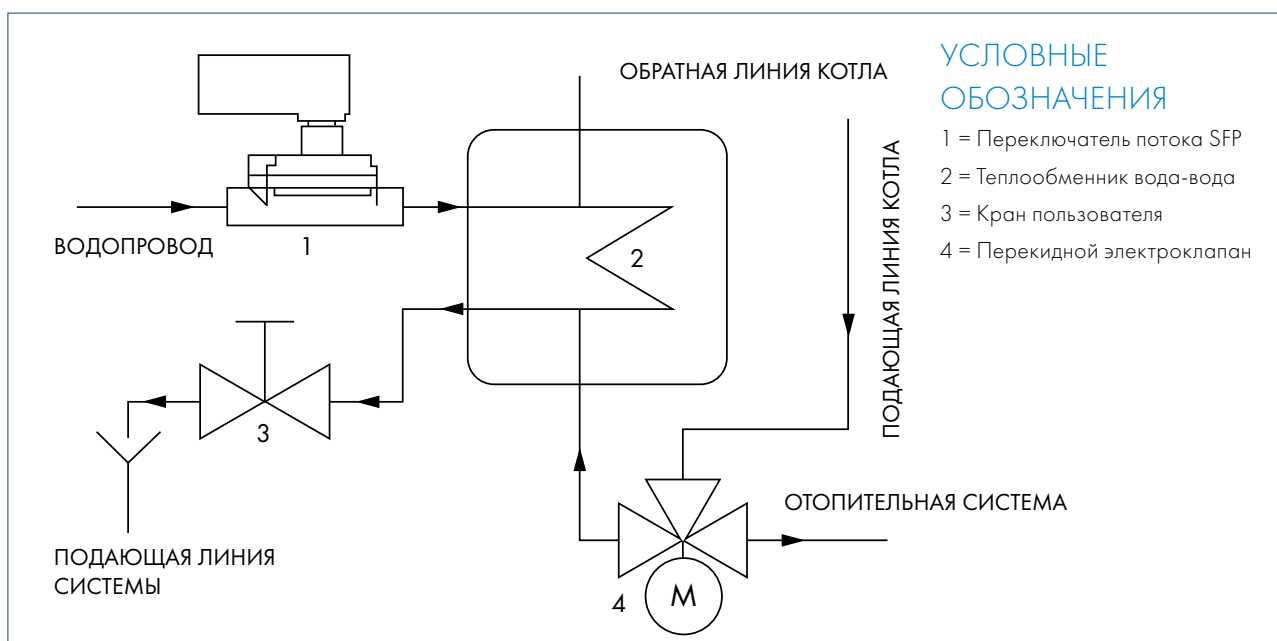 ОБРАТНАЯ ЛИНИЯ КОТЛА
УСЛОВНЫЕ
ОБОЗНАЧЕНИЯ
1 = Переключатель потока SFP
2 = Теплообменник вода-вода
3 = Кран пользователя
4 = Перекидной электроклапан
ПОДАЮЩАЯ ЛИНИЯ КОТЛА
ВОДОПРОВОД
1
2
3
ОТОПИТЕЛЬНАЯ СИСТЕМА
ПОДАЮЩАЯ ЛИНИЯ
СИСТЕМЫ
4
М